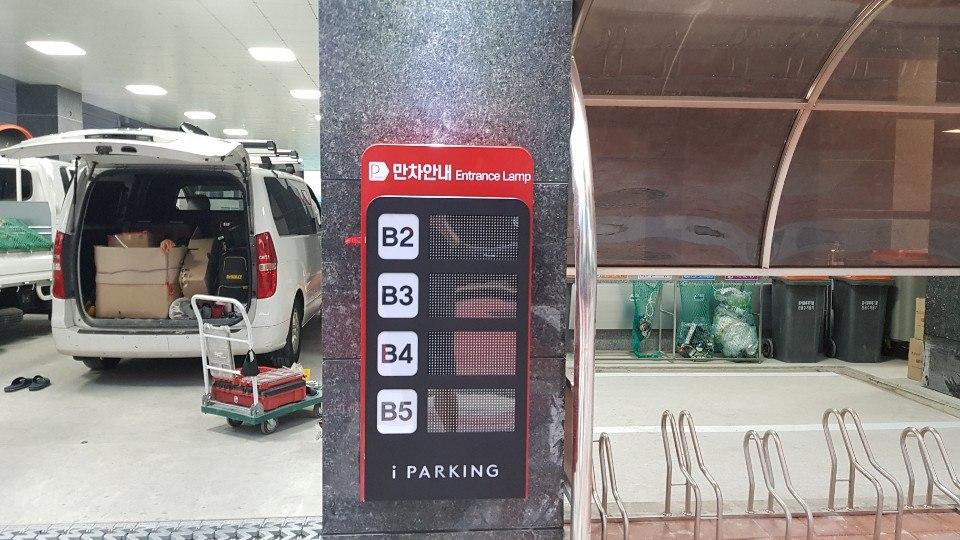 P 만차안내 Entrance Lamp
B2
B3
B4
B5
i PARKING